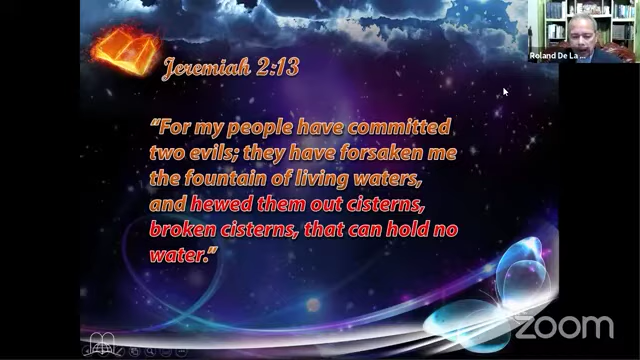 Jeremiah 2:13
Roland De La ...
“For my people have committed
two evils; they have forsaken me
the fountain of living waters,
and hewed them out cisterns,
broken cisterns, that can hold no
water.”
zoom